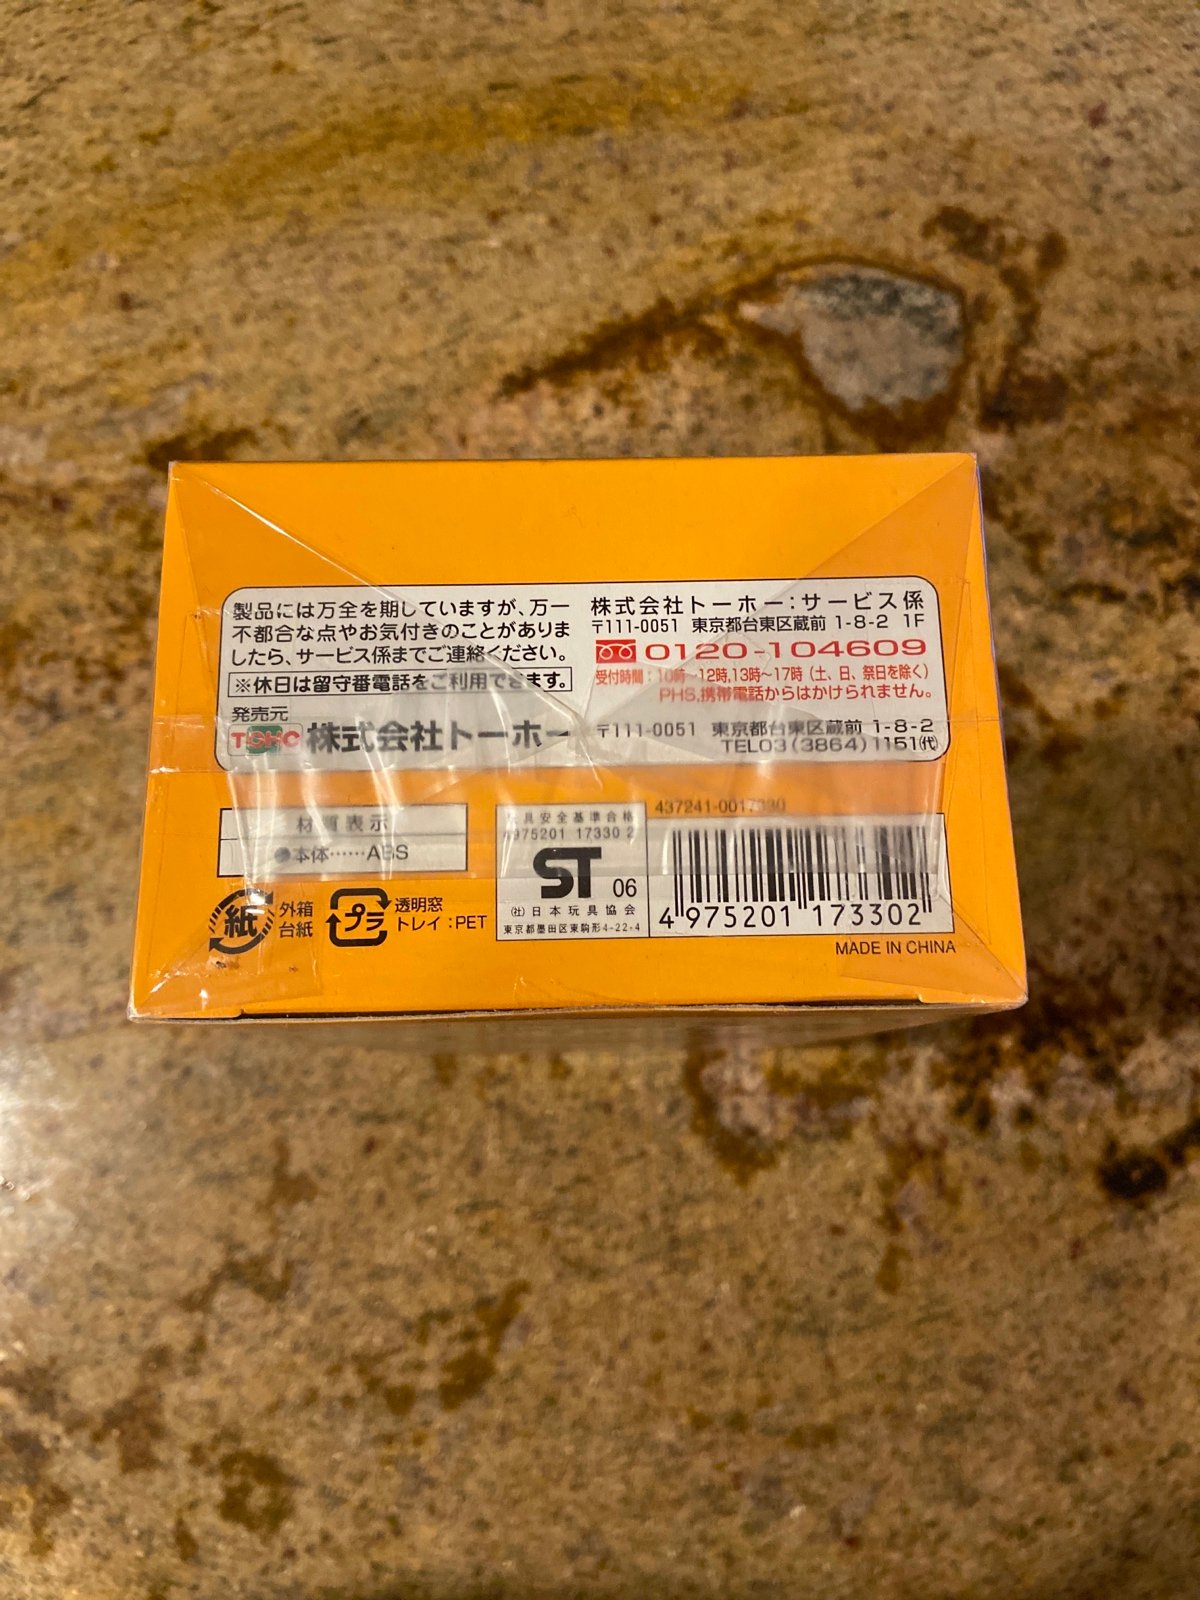 製品には万全を期していますが、万一
不都合な点やお気付きのことがありま
したら、サービス係までご連絡ください。
※休日は留守番電話をご利用できます。
株式会社トーホー：サービス係
〒111-0051 東京都台東区蔵前 1-8-2 1F
0120-104609
受付時間：10時～12時,13時～17時（土、日、祭日を除く）
PHS,携帯電話からはかけられません。
発売元
TOHO 株式会社トーホー
〒111-0051 東京都台東区蔵前 1-8-2
TEL03(3864)1151㈹
材質表示
●本体……ABS
紙 外箱
台紙
プラ 透明窓
トレイ：PET
玩具安全基準合格
4975201 17330 2
ST 06
㈳日本玩具協会
東京都墨田区東駒形4-22-4
437241-0017330
4 975201 173302
MADE IN CHINA